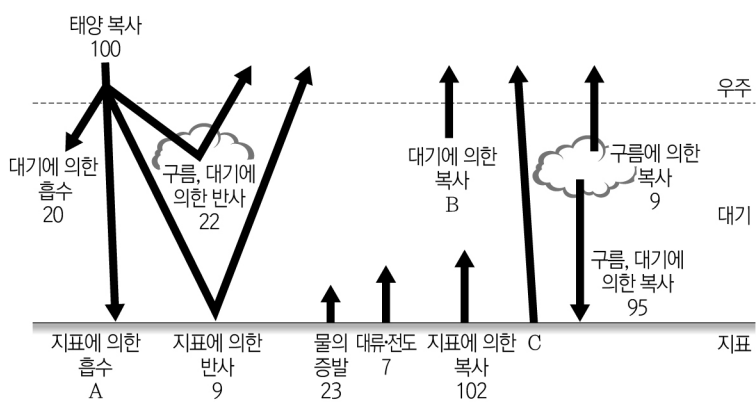 태양 복사
100
우주
대기에 의한
흡수
20
구름, 대기에
의한 반사
22
대기에 의한
복사
B
구름에 의한
복사
9
대기
구름, 대기에
의한 복사
95
지표에 의한
흡수
A
지표에 의한
반사
9
물의
증발
23
대류·전도
7
지표에 의한
복사
102
C
지표